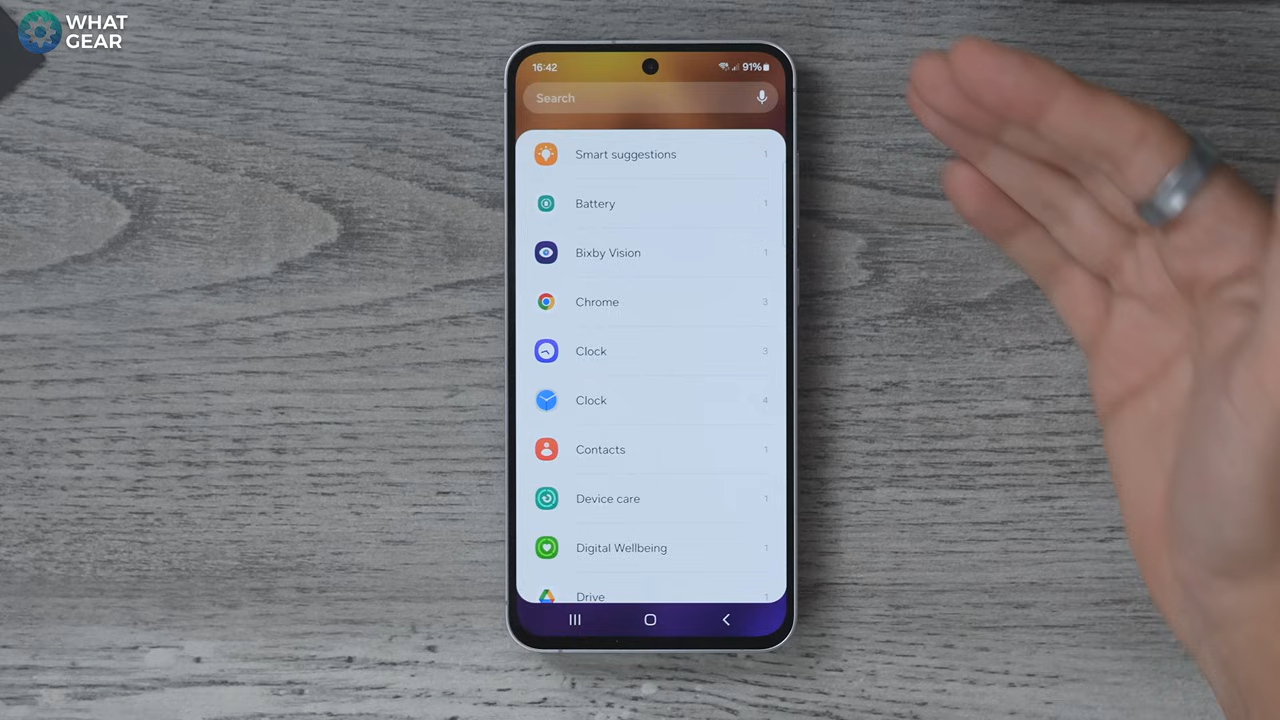 WHAT
GEAR
16:42
91%
Search
Smart suggestions 1
Battery 1
Bixby Vision 1
Chrome 3
Clock 3
Clock 4
Contacts 1
Device care 1
Digital Wellbeing 1
Drive 1